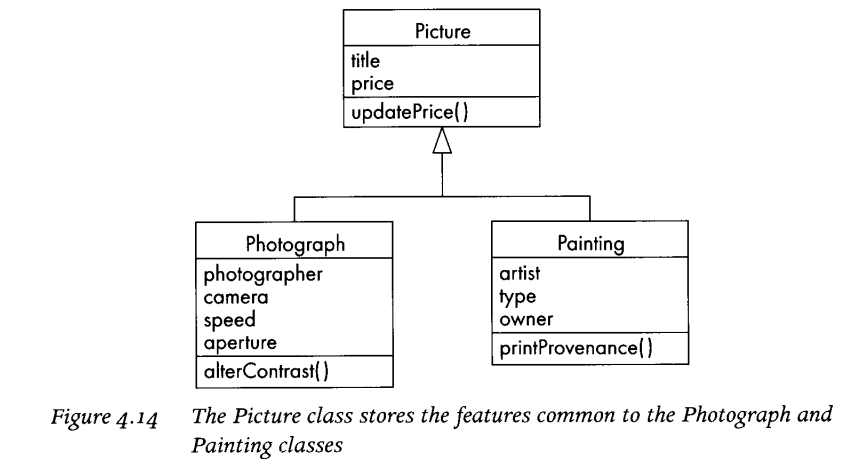 Picture
title
price
updatePrice()
Photograph
photographer
camera
speed
aperture
alterContrast()
Painting
artist
type
owner
printProvenance()
Figure 4.14 The Picture class stores the features common to the Photograph and
Painting classes